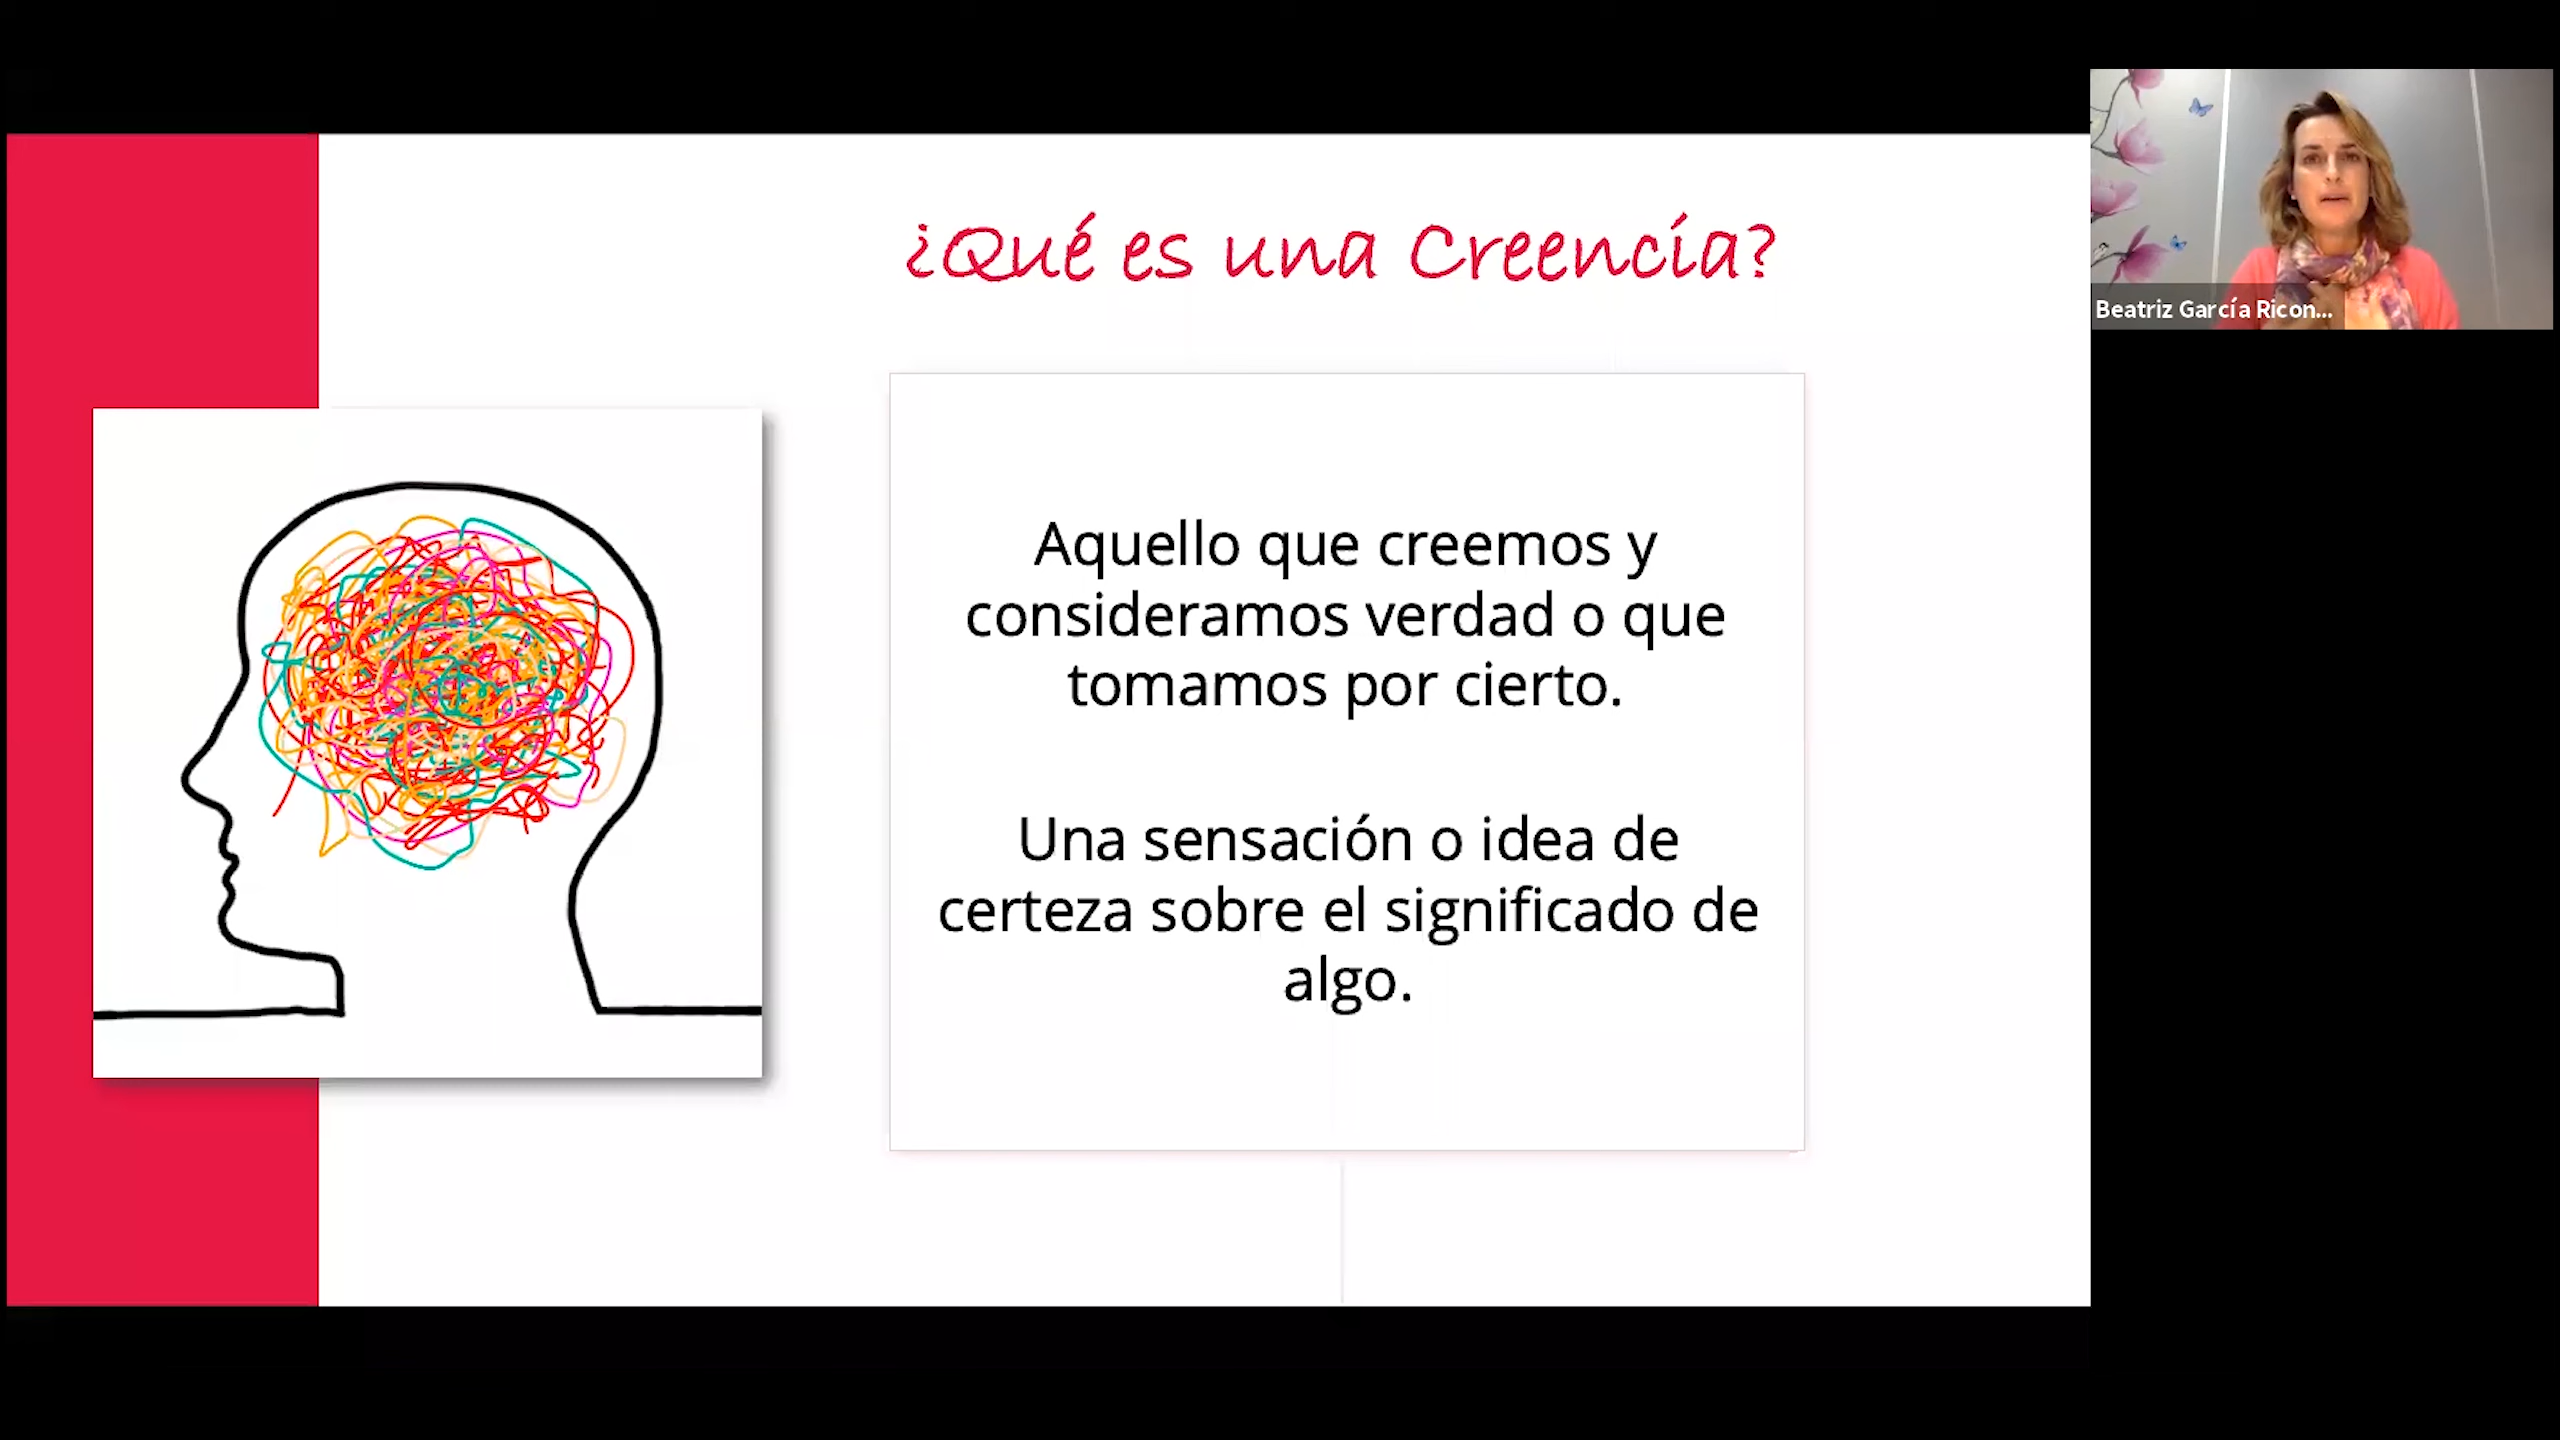 ¿Qué es una Creencia?
Aquello que creemos y
consideramos verdad o que
tomamos por cierto.
Una sensación o idea de
certeza sobre el significado de
algo.
Beatriz García Ricon...